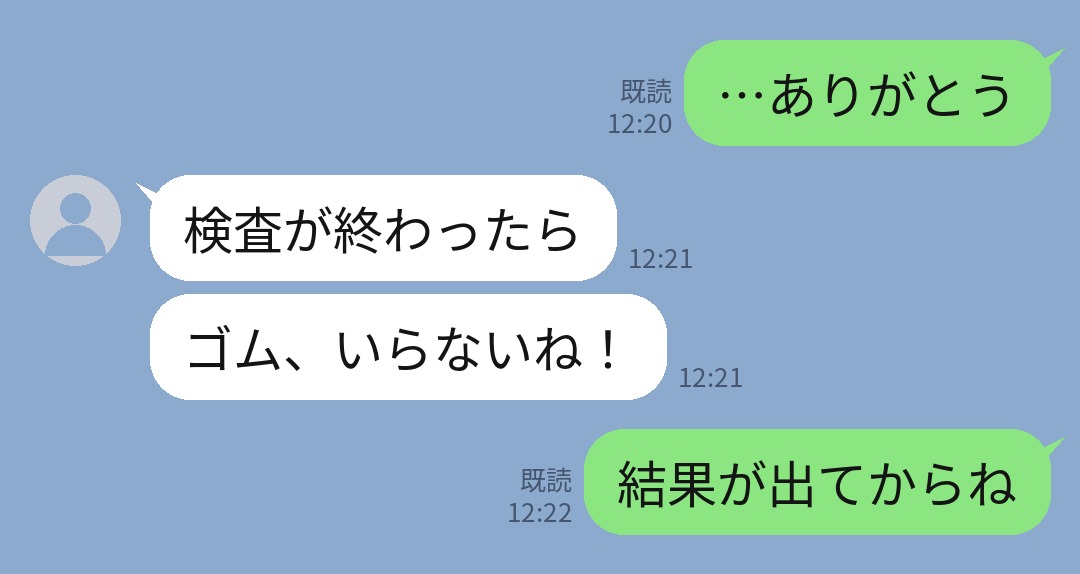 …ありがとう
既読
12:20
検査が終わったら
12:21
ゴム、いらないね！
12:21
結果が出てからね
既読
12:22